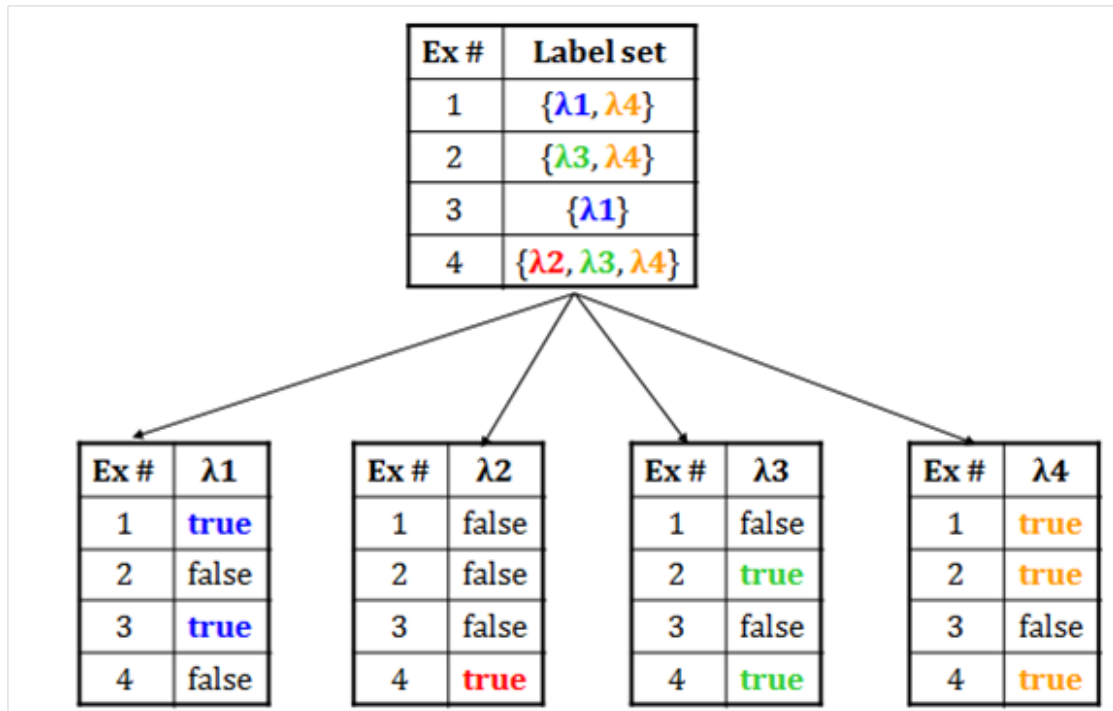 Ex # Label set
1 {λ1, λ4}
2 {λ3, λ4}
3 {λ1}
4 {λ2, λ3, λ4}
Ex # λ1
1 true
2 false
3 true
4 false
Ex # λ2
1 false
2 false
3 false
4 true
Ex # λ3
1 false
2 true
3 false
4 true
Ex # λ4
1 true
2 true
3 false
4 true